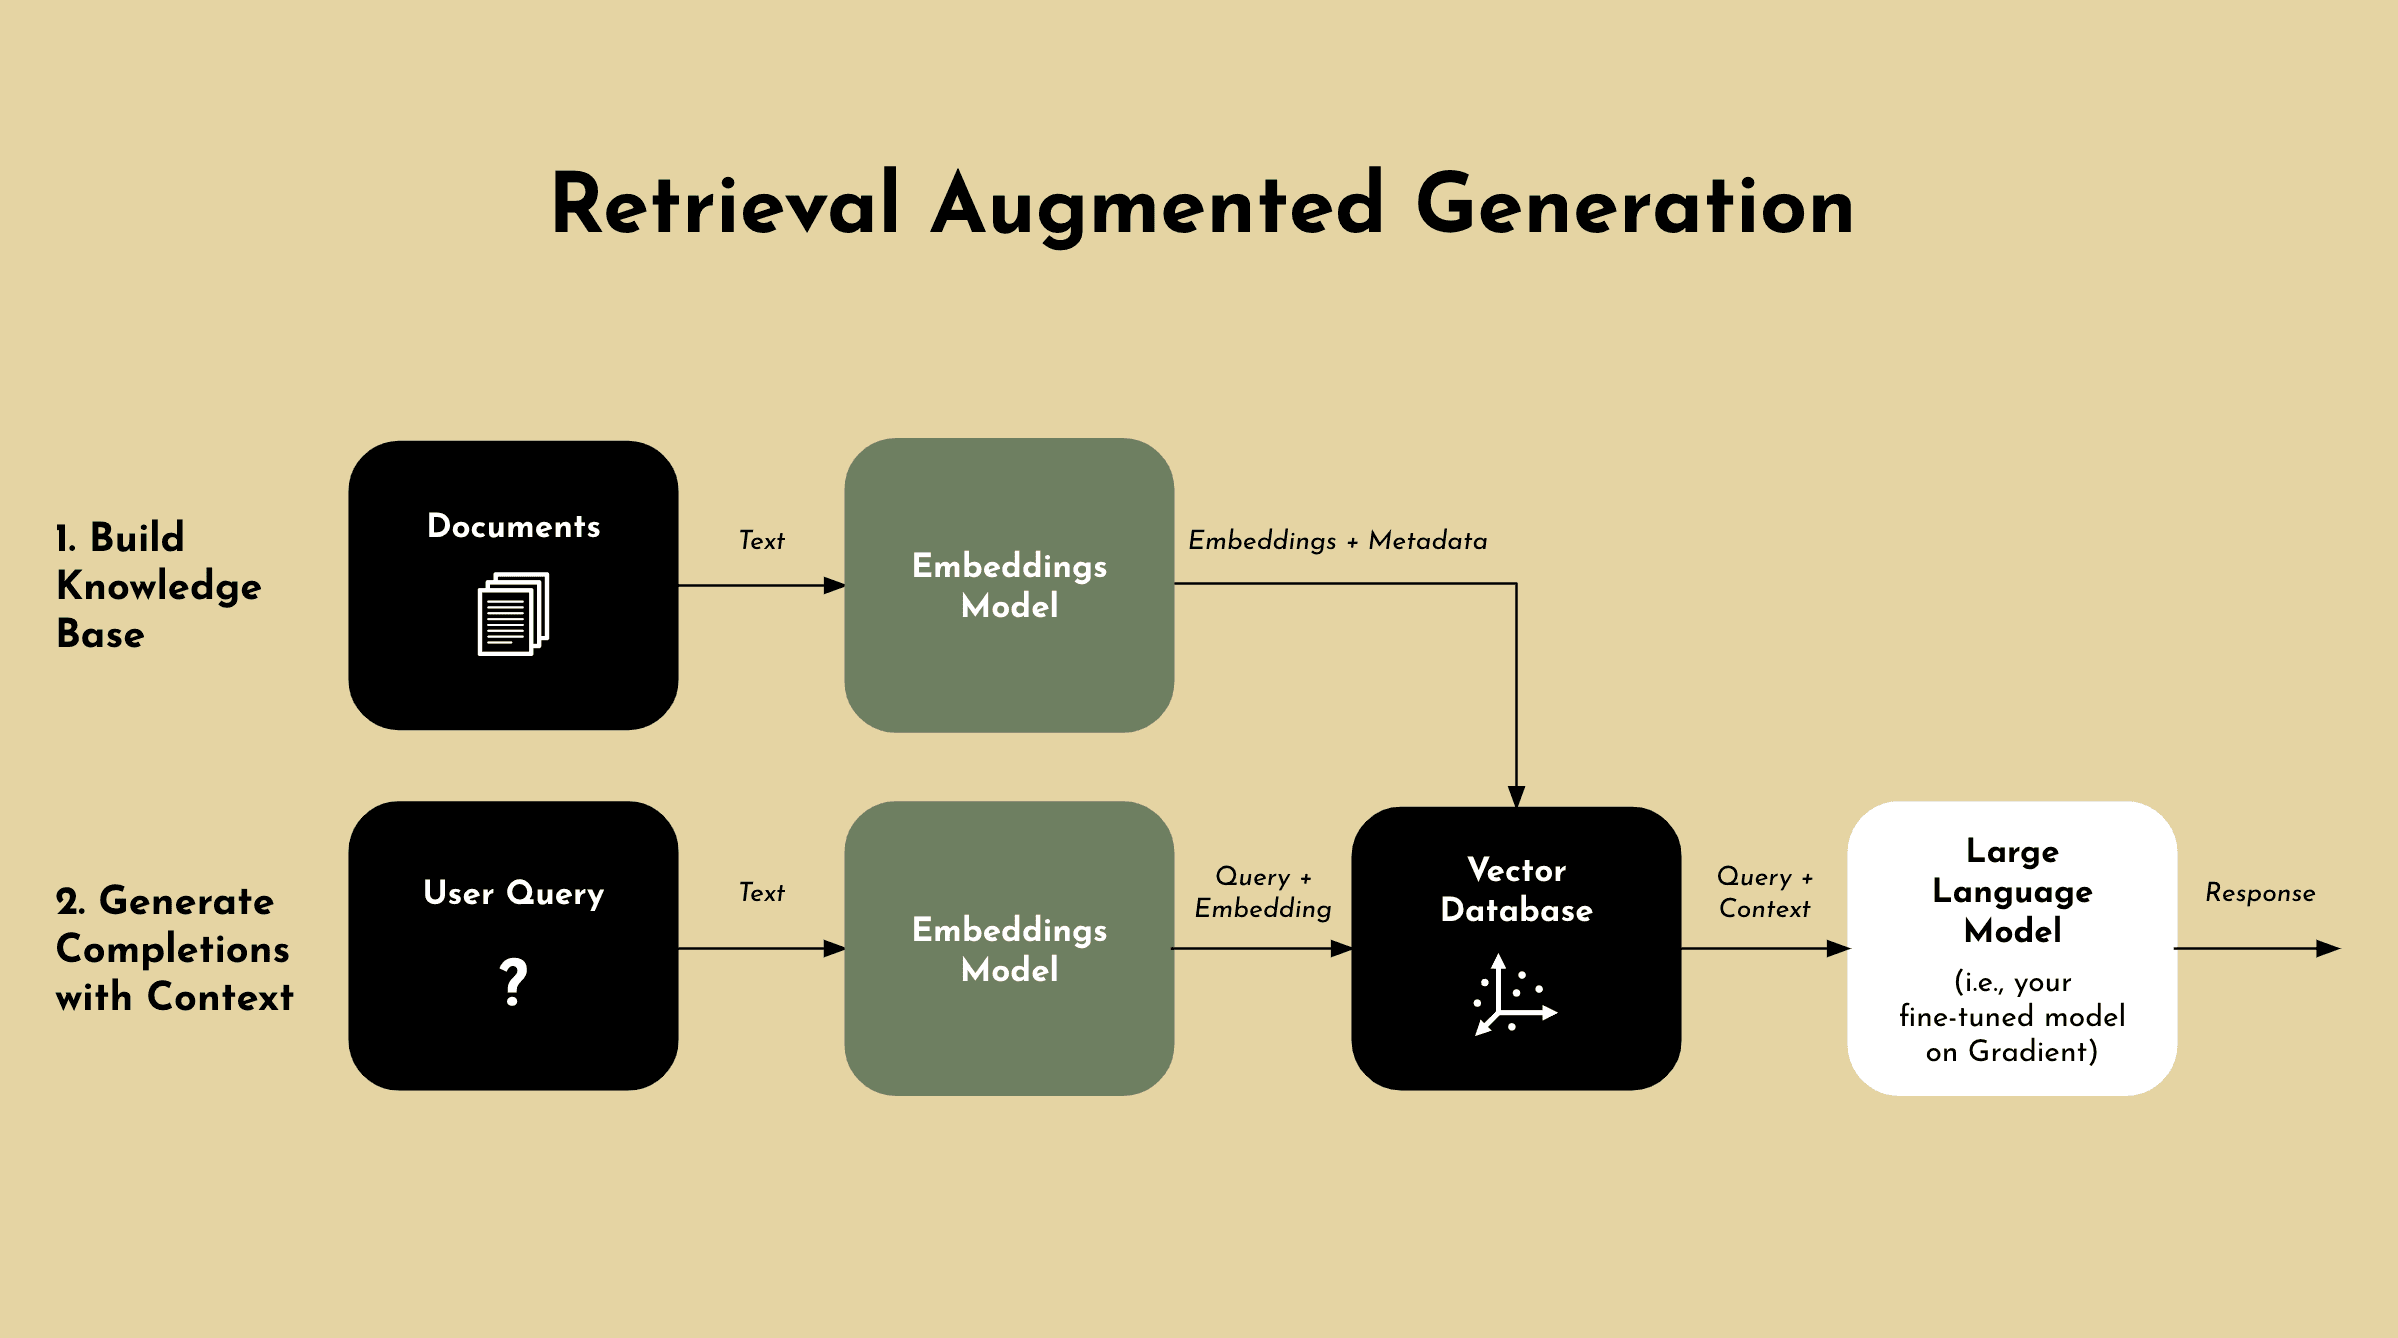 Retrieval Augmented Generation
1. Build
Knowledge
Base
Documents
Text
Embeddings
Model
Embeddings + Metadata
2. Generate
Completions
with Context
User Query
?
Text
Embeddings
Model
Query +
Embedding
Vector
Database
Query +
Context
Large
Language
Model
(i.e., your
fine-tuned model
on Gradient)
Response